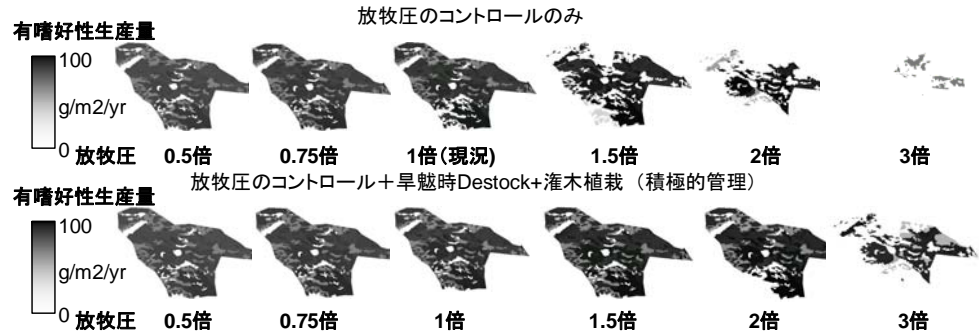 放牧圧のコントロールのみ
有嗜好性生産量
100
g/m2/yr
0
放牧圧 0.5倍 0.75倍 1倍(現況) 1.5倍 2倍 3倍
放牧圧のコントロール＋旱魃時Destock+潅木植栽 （積極的管理）
有嗜好性生産量
100
g/m2/yr
0
放牧圧 0.5倍 0.75倍 1倍 1.5倍 2倍 3倍